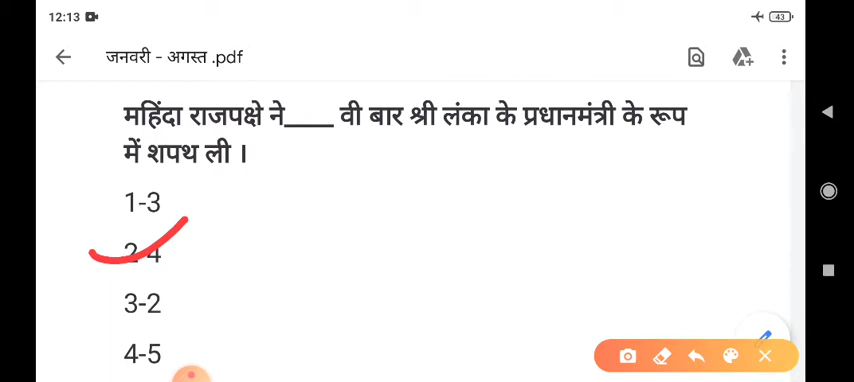 12:13
43
जनवरी - अगस्त .pdf
महिंदा राजपक्षे ने____ वी बार श्री लंका के प्रधानमंत्री के रूप
में शपथ ली ।
1-3
2-4
3-2
4-5